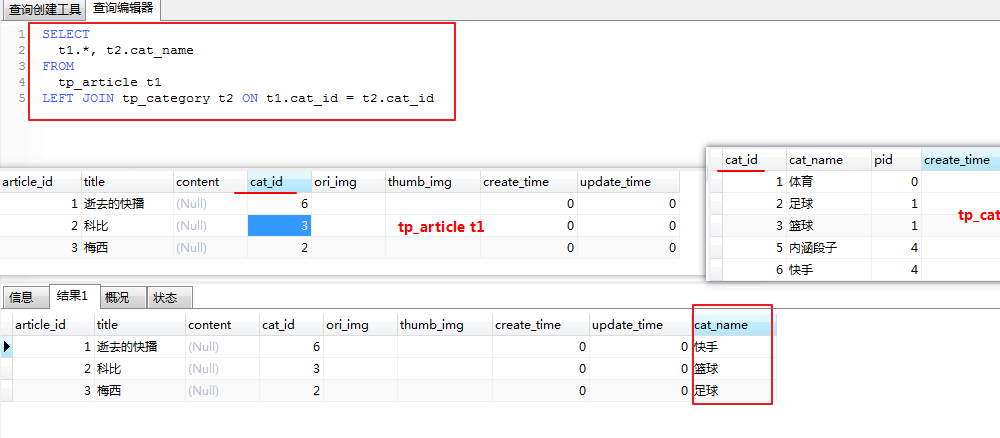 查询创建工具 查询编辑器
1 SELECT
2 t1.*, t2.cat_name
3 FROM
4 tp_article t1
5 LEFT JOIN tp_category t2 ON t1.cat_id = t2.cat_id
article_id title content cat_id ori_img thumb_img create_time update_time
1 逝去的快播 (Null) 6 0 0
2 科比 (Null) 3 0 0
3 梅西 (Null) 2 0 0
tp_article t1
cat_id cat_name pid create_time
1 体育 0
2 足球 1
3 篮球 1
5 内涵段子 4
6 快手 4
tp_cat
信息 结果1 概况 状态
article_id title content cat_id ori_img thumb_img create_time update_time cat_name
1 逝去的快播 (Null) 6 0 0 快手
2 科比 (Null) 3 0 0 篮球
3 梅西 (Null) 2 0 0 足球